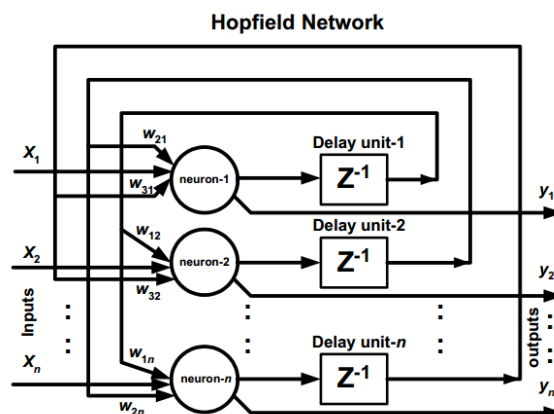 Hopfield Network
w21
Delay unit-1
X1
neuron-1
Z-1
w31
y1
w12
Delay unit-2
X2
neuron-2
Z-1
y2
w32
Inputs
outputs
Delay unit-n
w1n
Xn
neuron-n
Z-1
yn
w2n